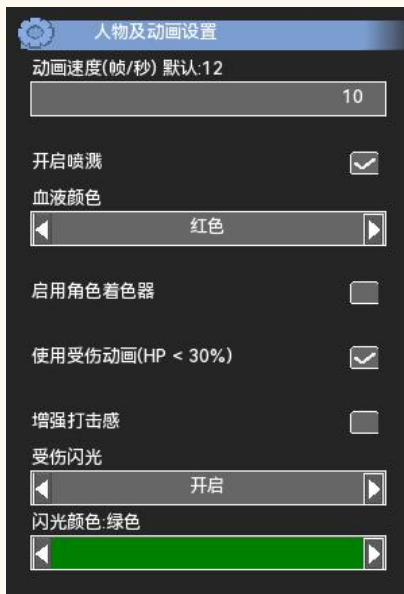 人物及动画设置
动画速度(帧/秒) 默认:12
10
开启喷溅
血液颜色
红色
启用角色着色器
使用受伤动画(HP < 30%)
增强打击感
受伤闪光
开启
闪光颜色:绿色